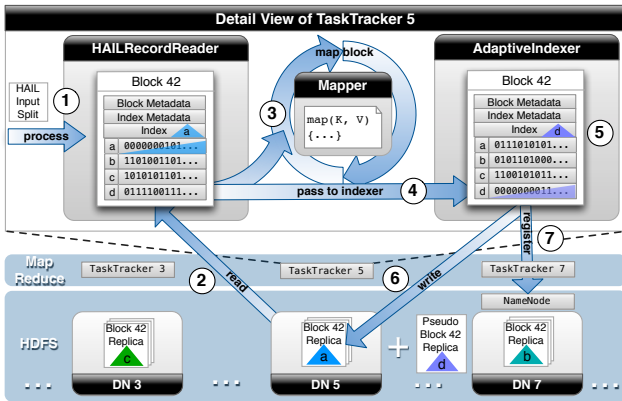 Detail View of TaskTracker 5
HAILRecordReader
AdaptiveIndexer
HAIL
Input
Split
1
process
Block 42
Block Metadata
Index Metadata
Index
a
a 0000000101...
b 1101001101...
c 1010101101...
d 0111100111...
3
map block
Mapper
map(K, V)
{...}
pass to indexer
4
Block 42
Block Metadata
Index Metadata
Index
d
a 0111010101...
b 0101101000...
c 1100101011...
d 0000000011...
5
register
7
2
read
6
write
Map
Reduce
TaskTracker 3
TaskTracker 5
TaskTracker 7
NameNode
HDFS
Block 42
Replica
c
DN 3
...
...
Block 42
Replica
a
DN 5
+
Pseudo
Block 42
Replica
d
...
Block 42
Replica
b
DN 7
...